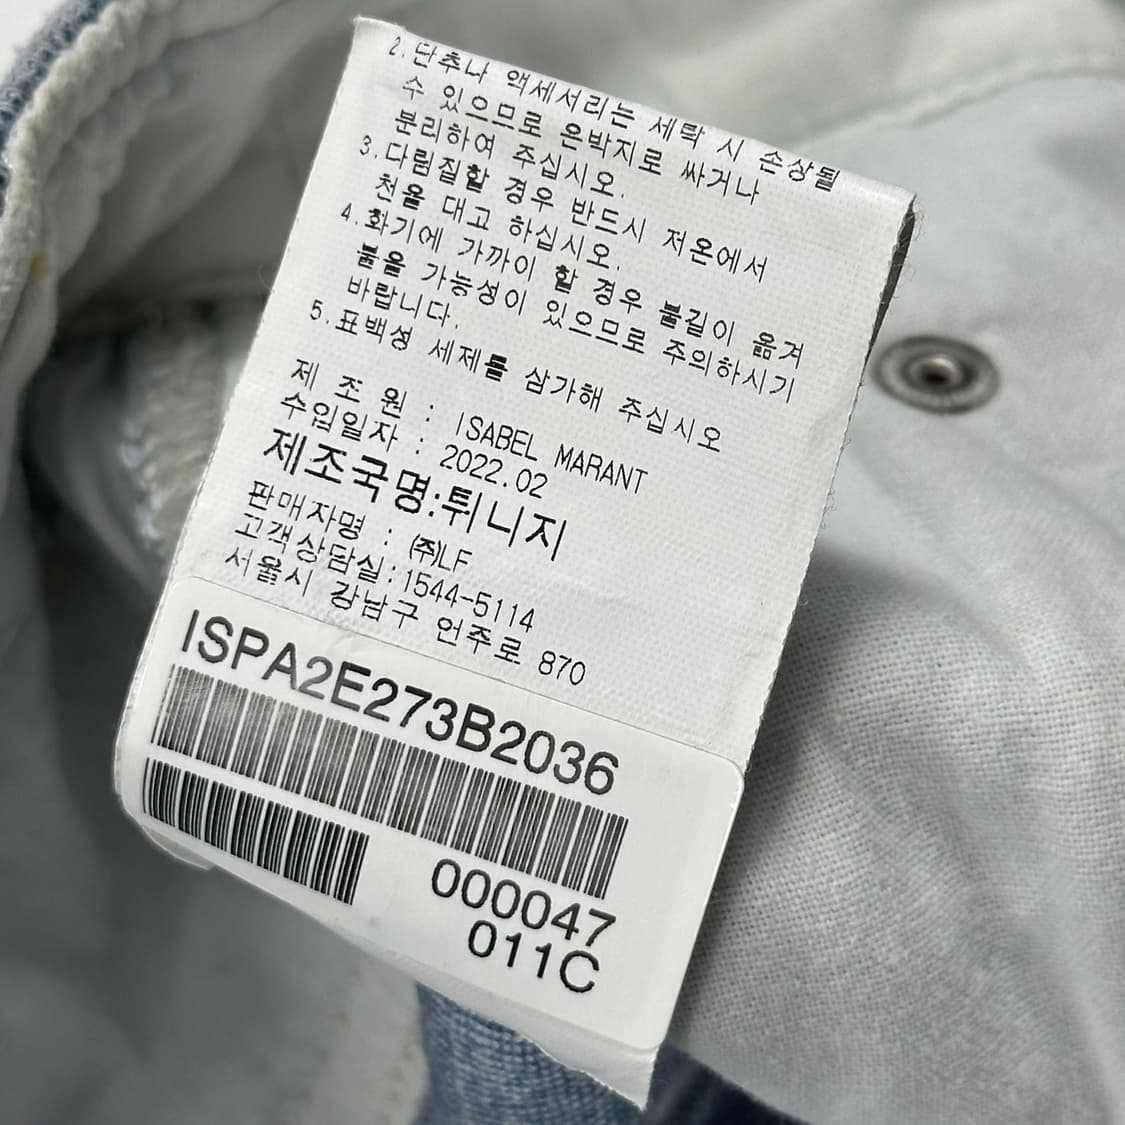 2.단추나 액세서리는 세탁 시 손상될
수 있으므로 은박지로 싸거나
분리하여 주십시오.
3.다림질할 경우 반드시 저온에서
천을 대고 하십시오.
4.화기에 가까이 할 경우 불길이 옮겨
붙을 가능성이 있으므로 주의하시기
바랍니다.
5.표백성 세제를 삼가해 주십시오
제 조 원 : ISABEL MARANT
수입일자 : 2022.02
제조국명:튀니지
판매자명 : (주)LF
고객상담실:1544-5114
서울시 강남구 언주로 870
ISPA2E273B2036
000047
011C